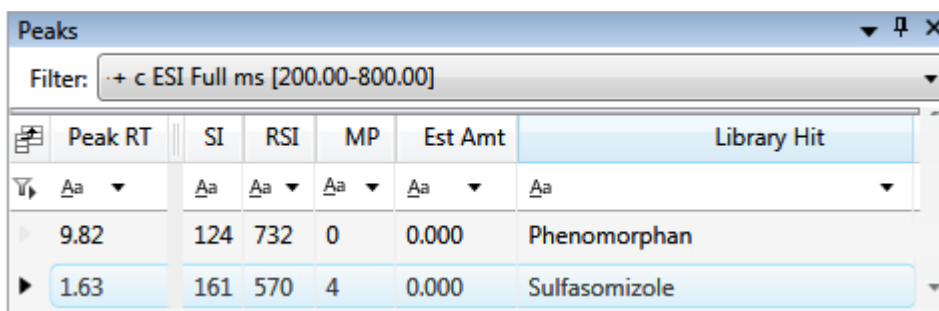 Peaks
Filter: ·+ c ESI Full ms [200.00-800.00]
Peak RT SI RSI MP Est Amt Library Hit
Aa Aa Aa Aa Aa Aa
9.82 124 732 0 0.000 Phenomorphan
1.63 161 570 4 0.000 Sulfasomizole